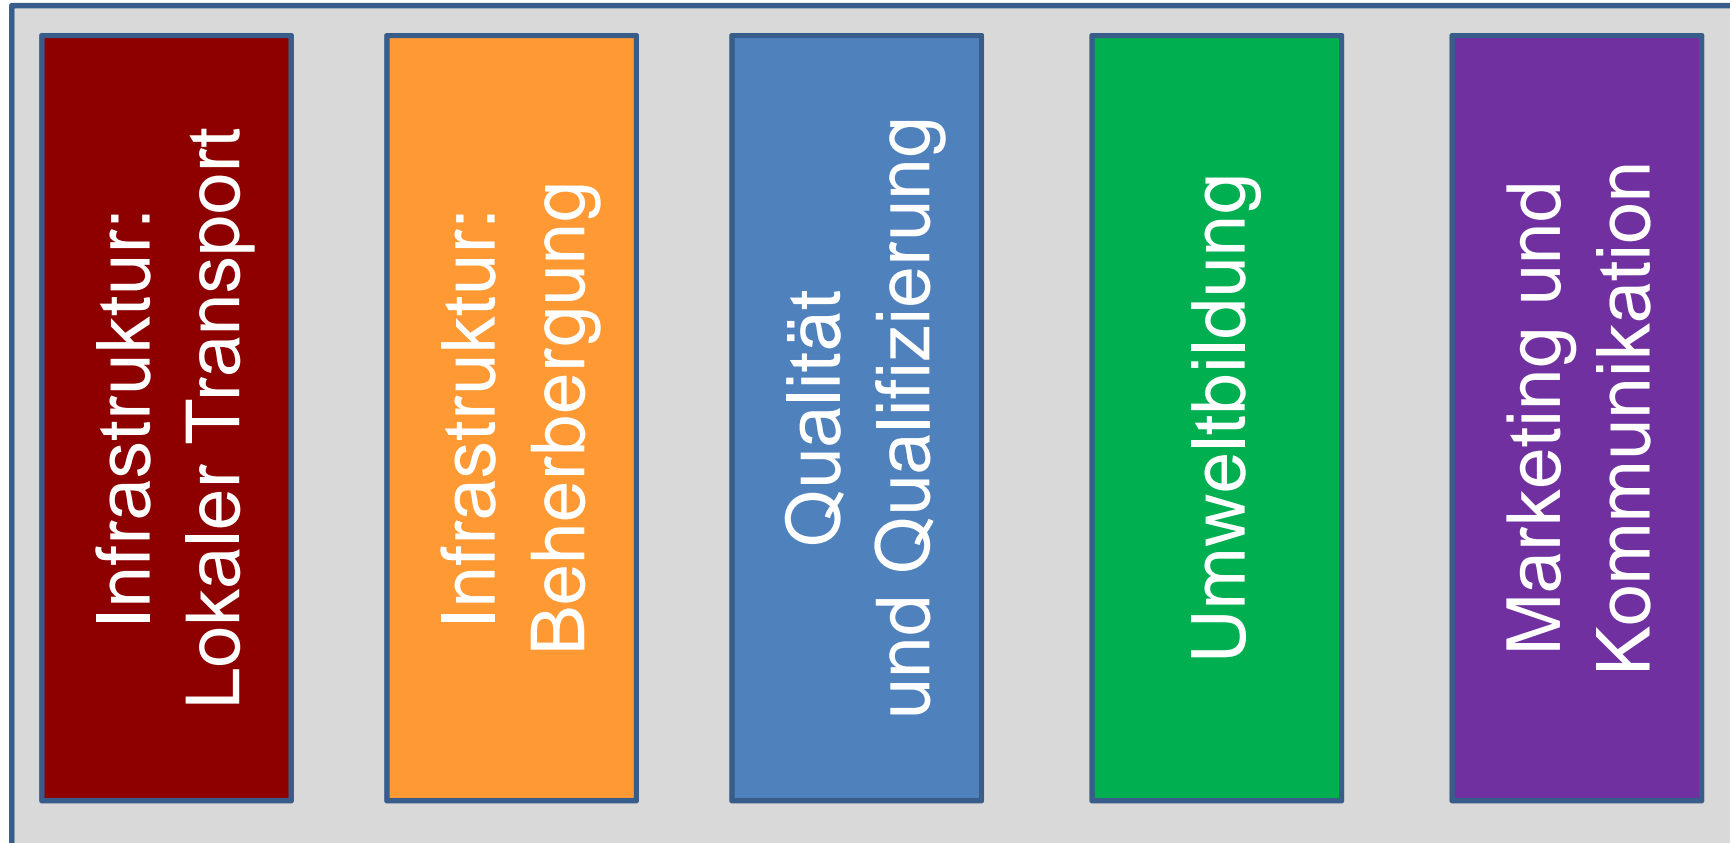 Infrastruktur:
Lokaler Transport
Infrastruktur:
Beherbergung
Qualität
und Qualifizierung
Umweltbildung
Marketing und
Kommunikation